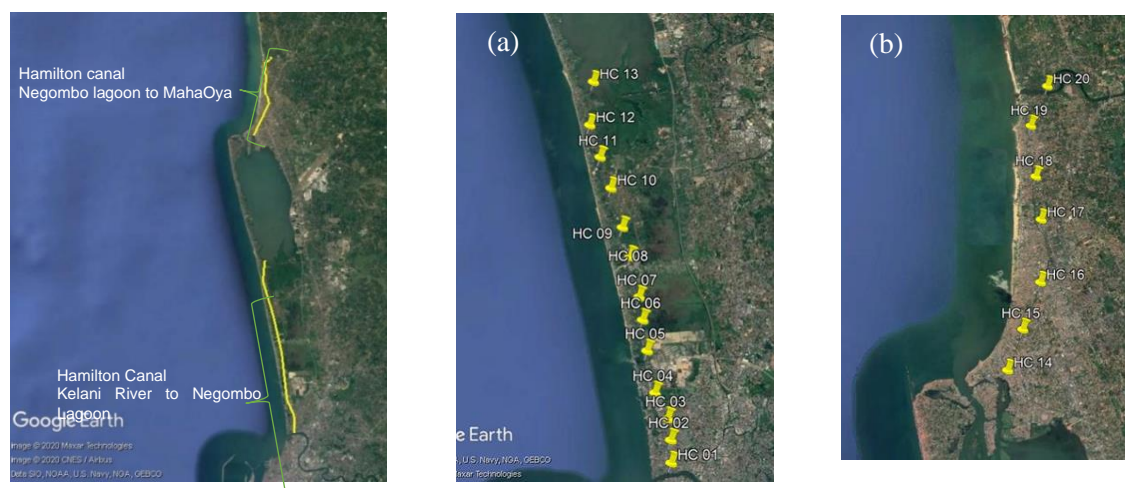 Hamilton canal
Negombo lagoon to MahaOya
Hamilton Canal
Kelani River to Negombo
Lagoon
Google Earth
Image © 2020 Maxar Technologies
Image © 2020 CNES / Airbus
Data SIO, NOAA, U.S. Navy, NGA, GEBCO
(a)
HC 13
HC 12
HC 11
HC 10
HC 09
HC 08
HC 07
HC 06
HC 05
HC 04
HC 03
HC 02
HC 01
e Earth
A, U.S. Navy, NGA, GEBCO
Maxar Technologies
(b)
HC 20
HC 19
HC 18
HC 17
HC 16
HC 15
HC 14